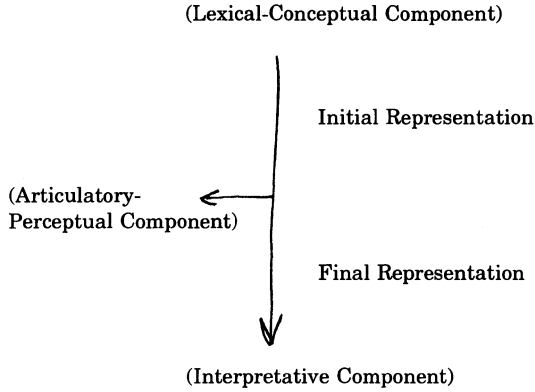 (Lexical-Conceptual Component)
Initial Representation
(Articulatory-
Perceptual Component)
Final Representation
(Interpretative Component)